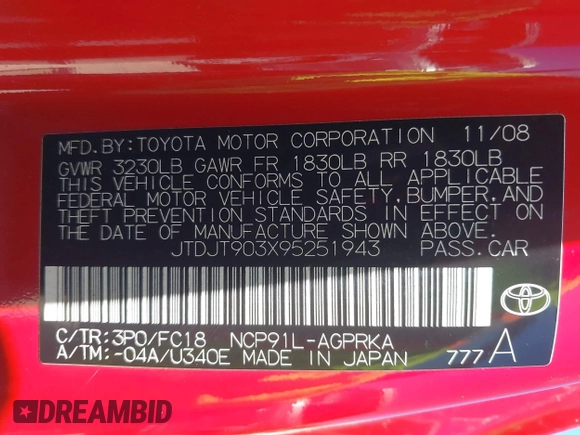 MFD.BY:TOYOTA MOTOR CORPORATION 11/08
GVWR 3230LB GAWR FR 1830LB RR 1830LB
THIS VEHICLE CONFORMS TO ALL APPLICABLE
FEDERAL MOTOR VEHICLE SAFETY,BUMPER,AND
THEFT PREVENTION STANDARDS IN EFFECT ON
THE DATE OF MANUFACTURE SHOWN ABOVE.
JTDJT903X95251943 PASS.CAR
C/TR:3P0/FC18 NCP91L-AGPRKA
A/TM:-04A/U340E MADE IN JAPAN 777A
DREAMBID